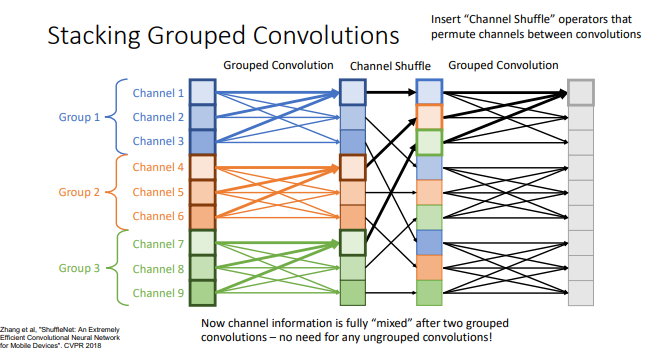 Stacking Grouped Convolutions
Insert “Channel Shuffle” operators that
permute channels between convolutions
Grouped Convolution
Channel Shuffle
Grouped Convolution
Group 1
Channel 1
Channel 2
Channel 3
Group 2
Channel 4
Channel 5
Channel 6
Group 3
Channel 7
Channel 8
Channel 9
Now channel information is fully “mixed” after two grouped
convolutions – no need for any ungrouped convolutions!
Zhang et al, "ShuffleNet: An Extremely
Efficient Convolutional Neural Network
for Mobile Devices", CVPR 2018